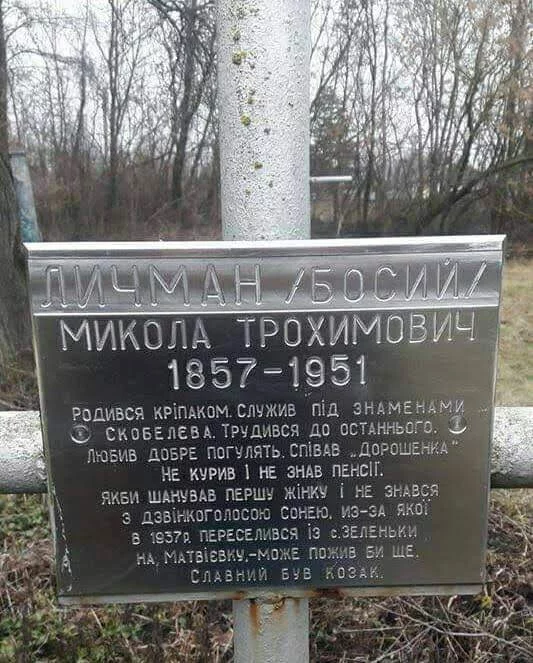 ЛИЧМАН /БОСИЙ/
МИКОЛА ТРОХИМОВИЧ
1857-1951
РОДИВСЯ КРІПАКОМ. СЛУЖИВ ПІД ЗНАМЕНАМИ
СКОБЕЛЄВА. ТРУДИВСЯ ДО ОСТАННЬОГО.
ЛЮБИВ ДОБРЕ ПОГУЛЯТЬ. СПІВАВ „ДОРОШЕНКА"
НЕ КУРИВ І НЕ ЗНАВ ПЕНСІЇ.
ЯКБИ ШАНУВАВ ПЕРШУ ЖІНКУ І НЕ ЗНАВСЯ
З ДЗВІНКОГОЛОСОЮ СОНЕЮ, ИЗ-ЗА ЯКОЇ
В 1937р. ПЕРЕСЕЛИВСЯ ІЗ с.ЗЕЛЕНЬКИ
НА МАТВІЄВКУ,-МОЖЕ ПОЖИВ БИ ЩЕ.
СЛАВНИЙ БУВ КОЗАК.